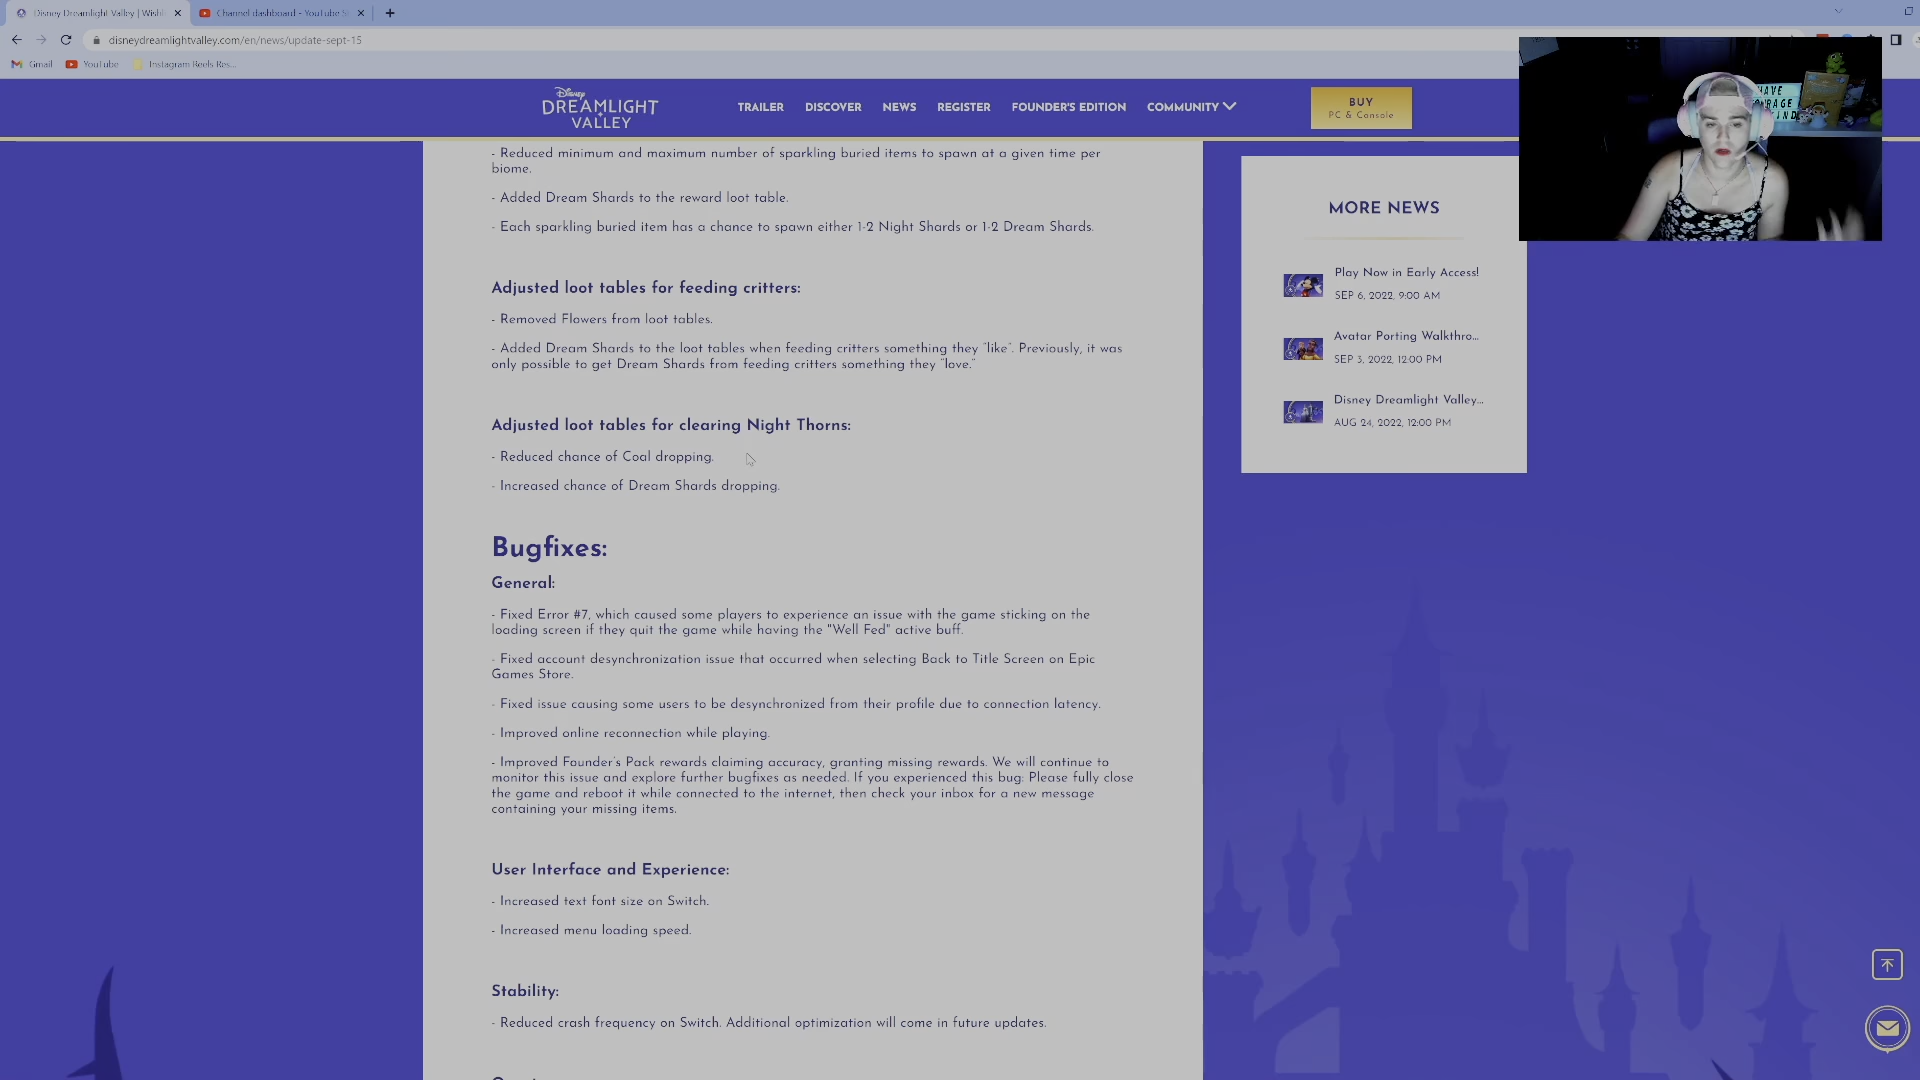 Disney Dreamlight Valley | Wishl
Channel dashboard - YouTube S
disneydreamlightvalley.com/en/news/update-sept-15
Gmail
YouTube
Instagram Reels Res...
Disney
DREAMLIGHT
VALLEY
TRAILER
DISCOVER
NEWS
REGISTER
FOUNDER'S EDITION
COMMUNITY
BUY
PC & Console
- Reduced minimum and maximum number of sparkling buried items to spawn at a given time per
biome.
- Added Dream Shards to the reward loot table.
- Each sparkling buried item has a chance to spawn either 1-2 Night Shards or 1-2 Dream Shards.
Adjusted loot tables for feeding critters:
- Removed Flowers from loot tables.
- Added Dream Shards to the loot tables when feeding critters something they "like". Previously, it was
only possible to get Dream Shards from feeding critters something they "love."
Adjusted loot tables for clearing Night Thorns:
- Reduced chance of Coal dropping.
- Increased chance of Dream Shards dropping.
Bugfixes:
General:
- Fixed Error #7, which caused some players to experience an issue with the game sticking on the
loading screen if they quit the game while having the "Well Fed" active buff.
- Fixed account desynchronization issue that occurred when selecting Back to Title Screen on Epic
Games Store.
- Fixed issue causing some users to be desynchronized from their profile due to connection latency.
- Improved online reconnection while playing.
- Improved Founder's Pack rewards claiming accuracy, granting missing rewards. We will continue to
monitor this issue and explore further bugfixes as needed. If you experienced this bug: Please fully close
the game and reboot it while connected to the internet, then check your inbox for a new message
containing your missing items.
User Interface and Experience:
- Increased text font size on Switch.
- Increased menu loading speed.
Stability:
- Reduced crash frequency on Switch. Additional optimization will come in future updates.
MORE NEWS
Play Now in Early Access!
SEP 6, 2022, 9:00 AM
Avatar Porting Walkthro...
SEP 3, 2022, 12:00 PM
Disney Dreamlight Valley...
AUG 24, 2022, 12:00 PM
HAVE